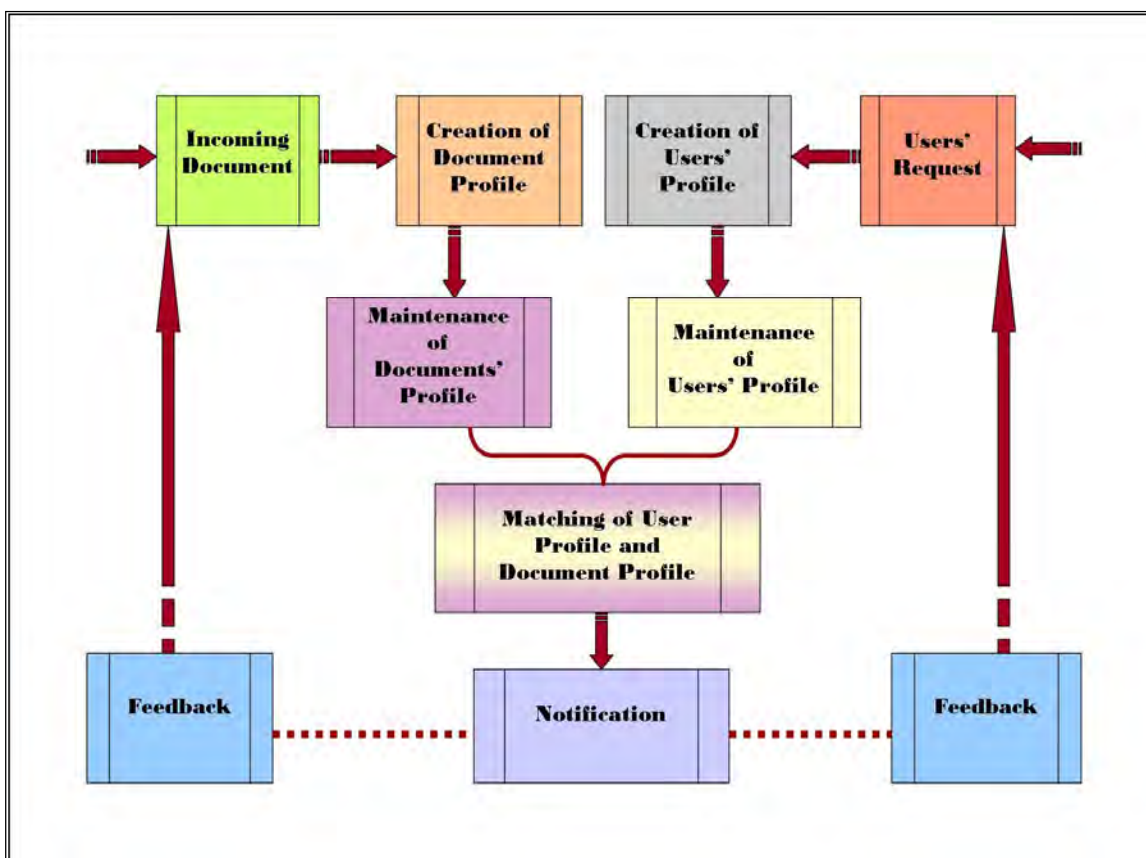 Incoming
Document
Creation of
Document
Profile
Creation of
Users'
Profile
Users'
Request
Maintenance
of
Documents'
Profile
Maintenance
of
Users' Profile
Matching of User
Profile and
Document Profile
Feedback
Notification
Feedback